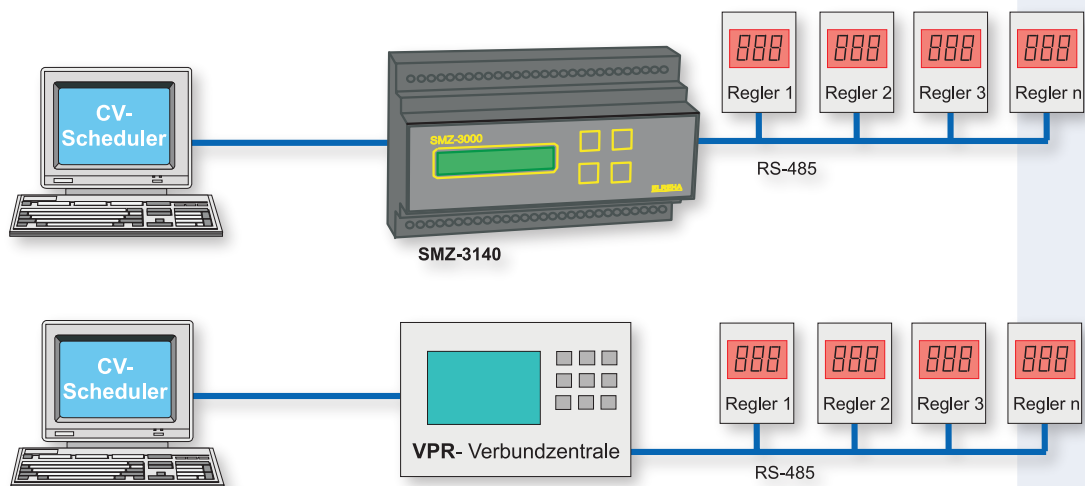 CV-
Scheduler
SMZ-3000
ELREHA
SMZ-3140
Regler 1
Regler 2
Regler 3
Regler n
RS-485
CV-
Scheduler
VPR- Verbundzentrale
Regler 1
Regler 2
Regler 3
Regler n
RS-485